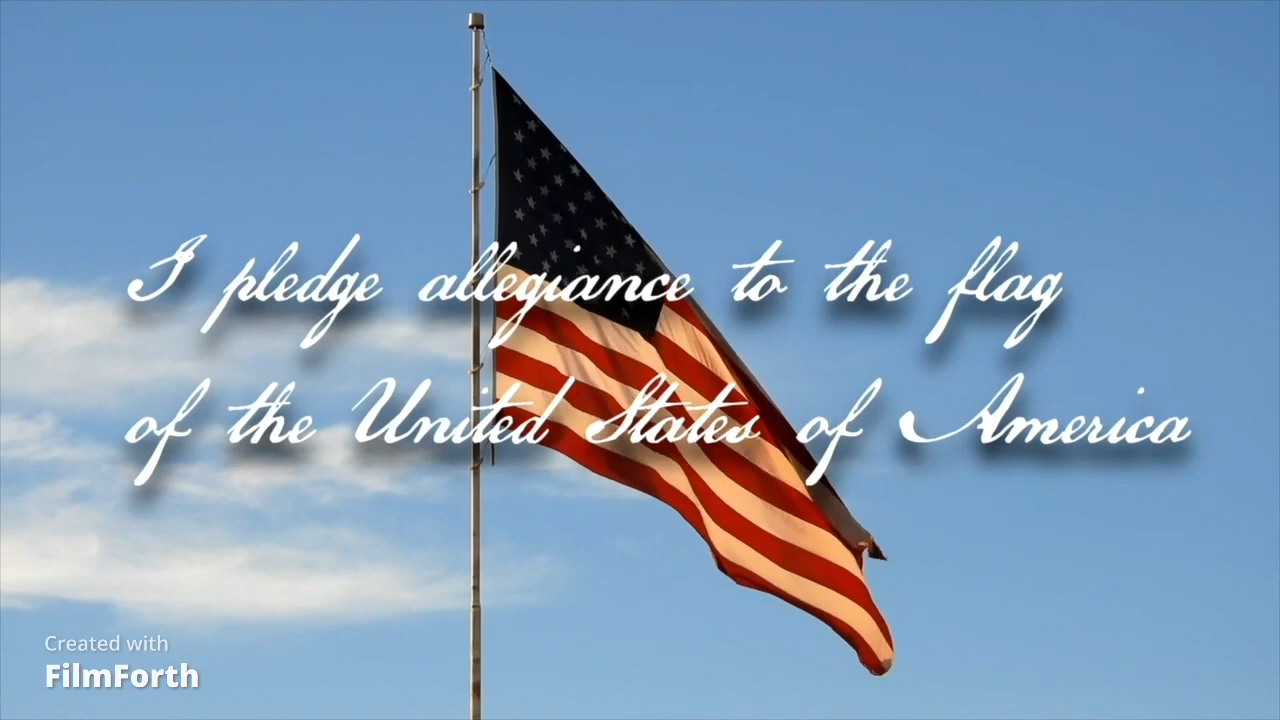 I pledge allegiance to the flag
of the United States of America
Created with
FilmForth